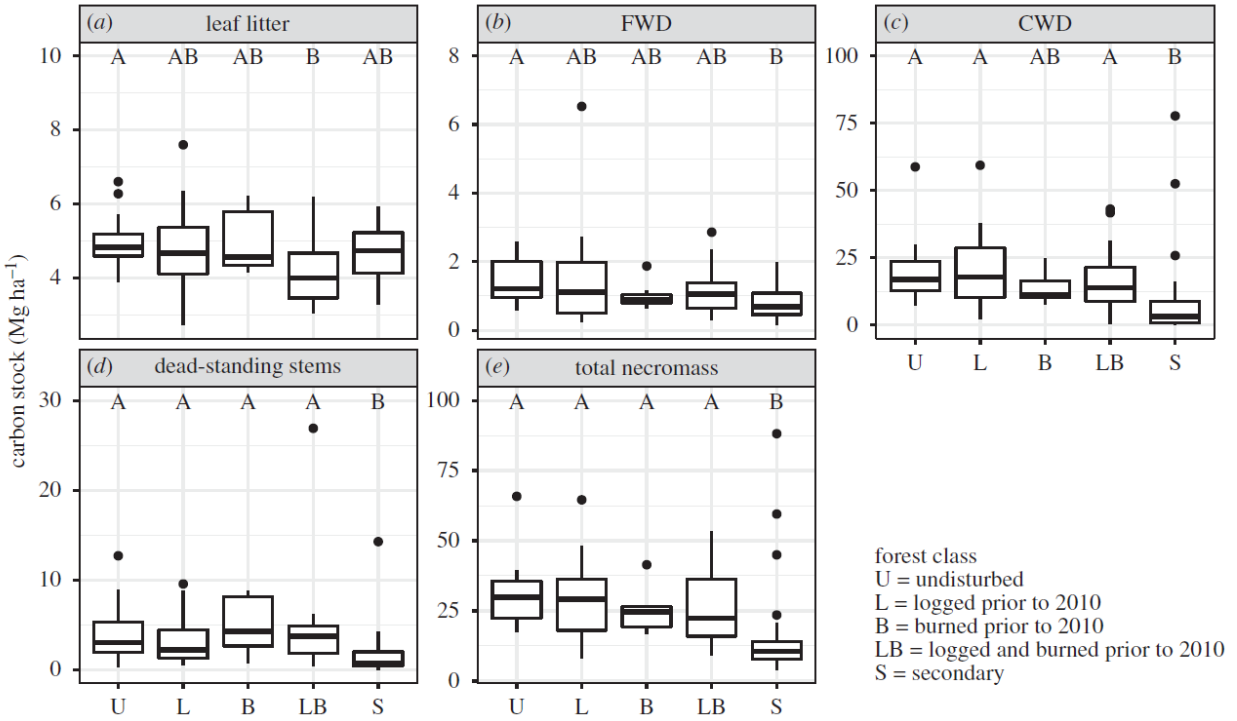 (a) leaf litter
(b) FWD
(c) CWD
carbon stock (Mg ha⁻¹)
10
8
6
4
A AB AB B AB
8
6
4
2
0
A AB AB AB B
100
75
50
25
0
A A AB A B
U L B LB S
(d) dead-standing stems
(e) total necromass
30
20
10
0
A A A A B
U L B LB S
100
75
50
25
0
A A A A B
U L B LB S
forest class
U = undisturbed
L = logged prior to 2010
B = burned prior to 2010
LB = logged and burned prior to 2010
S = secondary